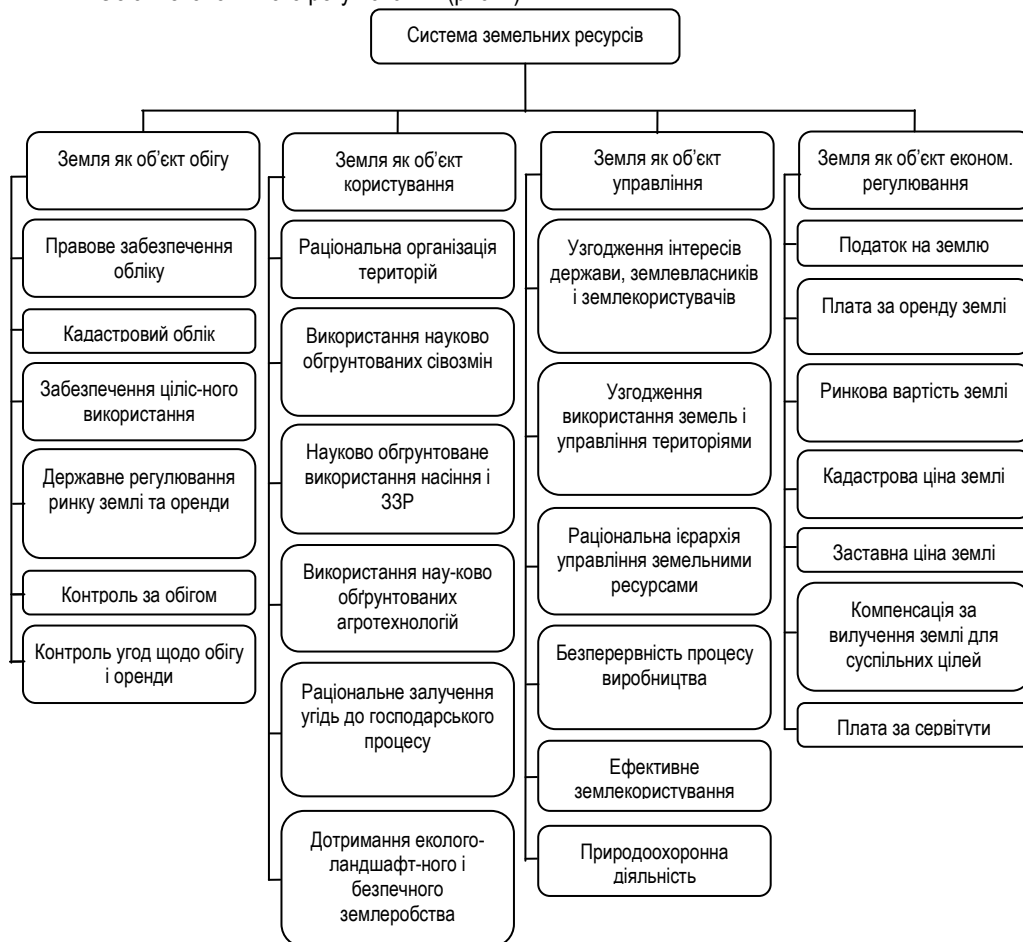 Система земельних ресурсів
Земля як об'єкт обігу
Правове забезпечення
обліку
Кадастровий облік
Забезпечення ціліс-ного
використання
Державне регулювання
ринку землі та оренди
Контроль за обігом
Контроль угод щодо обігу
і оренди
Земля як об'єкт
користування
Раціональна організація
територій
Використання науково
обгрунтованих сівозмін
Науково обгрунтоване
використання насіння і
ЗЗР
Використання нау-ково
обґрунтованих
агротехнологій
Раціональне залучення
угідь до господарського
процесу
Дотримання еколого-
ландшафт-ного і
безпечного
землеробства
Земля як об'єкт
управління
Узгодження інтересів
держави, землевласників
і землекористувачів
Узгодження
використання земель і
управління територіями
Раціональна ієрархія
управління земельними
ресурсами
Безперервність процесу
виробництва
Ефективне
землекористування
Природоохоронна
діяльність
Земля як об'єкт економ.
регулювання
Податок на землю
Плата за оренду землі
Ринкова вартість землі
Кадастрова ціна землі
Заставна ціна землі
Компенсація за
вилучення землі для
суспільних цілей
Плата за сервітути